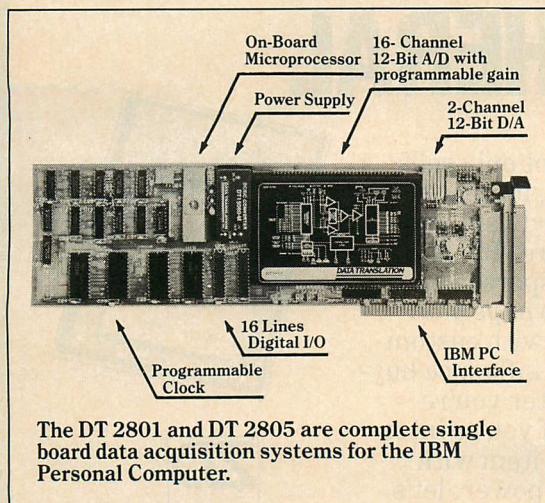 On-Board
Microprocessor
16- Channel
12-Bit A/D with
programmable gain
Power Supply
2-Channel
12-Bit D/A
DATA TRANSLATION
16 Lines
Digital I/O
Programmable
Clock
IBM PC
Interface
The DT 2801 and DT 2805 are complete single
board data acquisition systems for the IBM
Personal Computer.